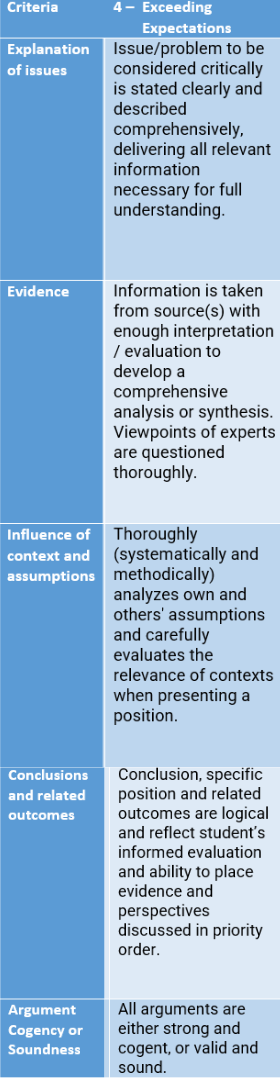 Criteria
4 – Exceeding
Expectations
Explanation
of issues
Issue/problem to be
considered critically
is stated clearly and
described
comprehensively,
delivering all relevant
information
necessary for full
understanding.
Evidence
Information is taken
from source(s) with
enough interpretation
/ evaluation to
develop a
comprehensive
analysis or synthesis.
Viewpoints of experts
are questioned
thoroughly.
Influence of
context and
assumptions
Thoroughly
(systematically and
methodically)
analyzes own and
others' assumptions
and carefully
evaluates the
relevance of contexts
when presenting a
position.
Conclusions
and related
outcomes
Conclusion, specific
position and related
outcomes are logical
and reflect student's
informed evaluation
and ability to place
evidence and
perspectives
discussed in priority
order.
Argument
Cogency or
Soundness
All arguments are
either strong and
cogent, or valid and
sound.